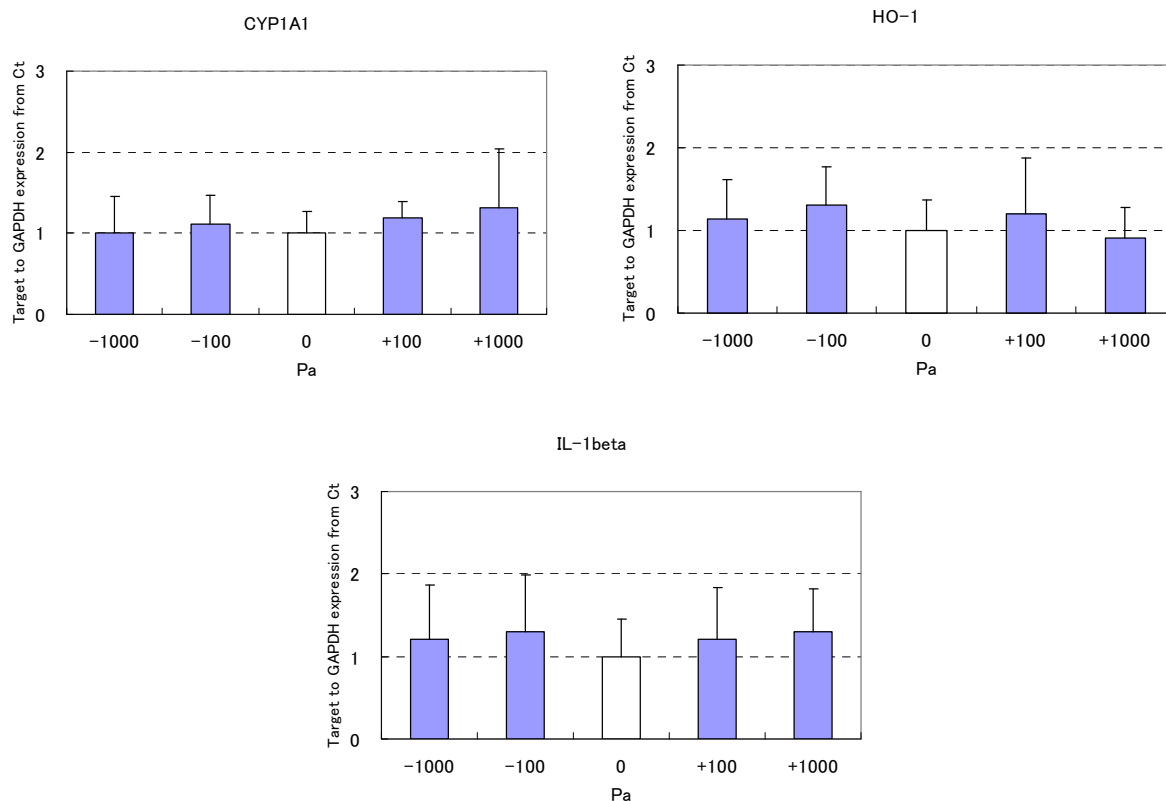 CYP1A1
Target to GAPDH expression from Ct
3
2
1
0
−1000 −100 0 +100 +1000
Pa
HO−1
Target to GAPDH expression from Ct
3
2
1
0
−1000 −100 0 +100 +1000
Pa
IL−1beta
Target to GAPDH expression from Ct
3
2
1
0
−1000 −100 0 +100 +1000
Pa